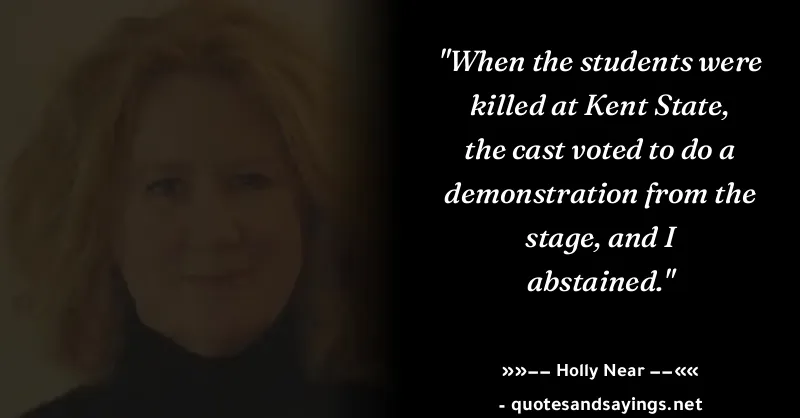 "When the students were
killed at Kent State,
the cast voted to do a
demonstration from the
stage, and I
abstained."
»»–– Holly Near ––««
- quotesandsayings.net